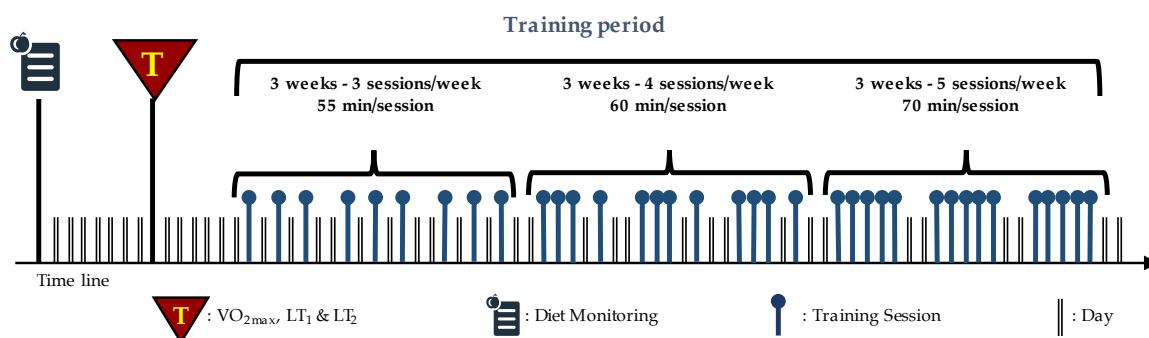 Training period
T
3 weeks - 3 sessions/week
55 min/session
3 weeks - 4 sessions/week
60 min/session
3 weeks - 5 sessions/week
70 min/session
Time line
T : VO2max, LT1 & LT2
: Diet Monitoring
: Training Session
: Day